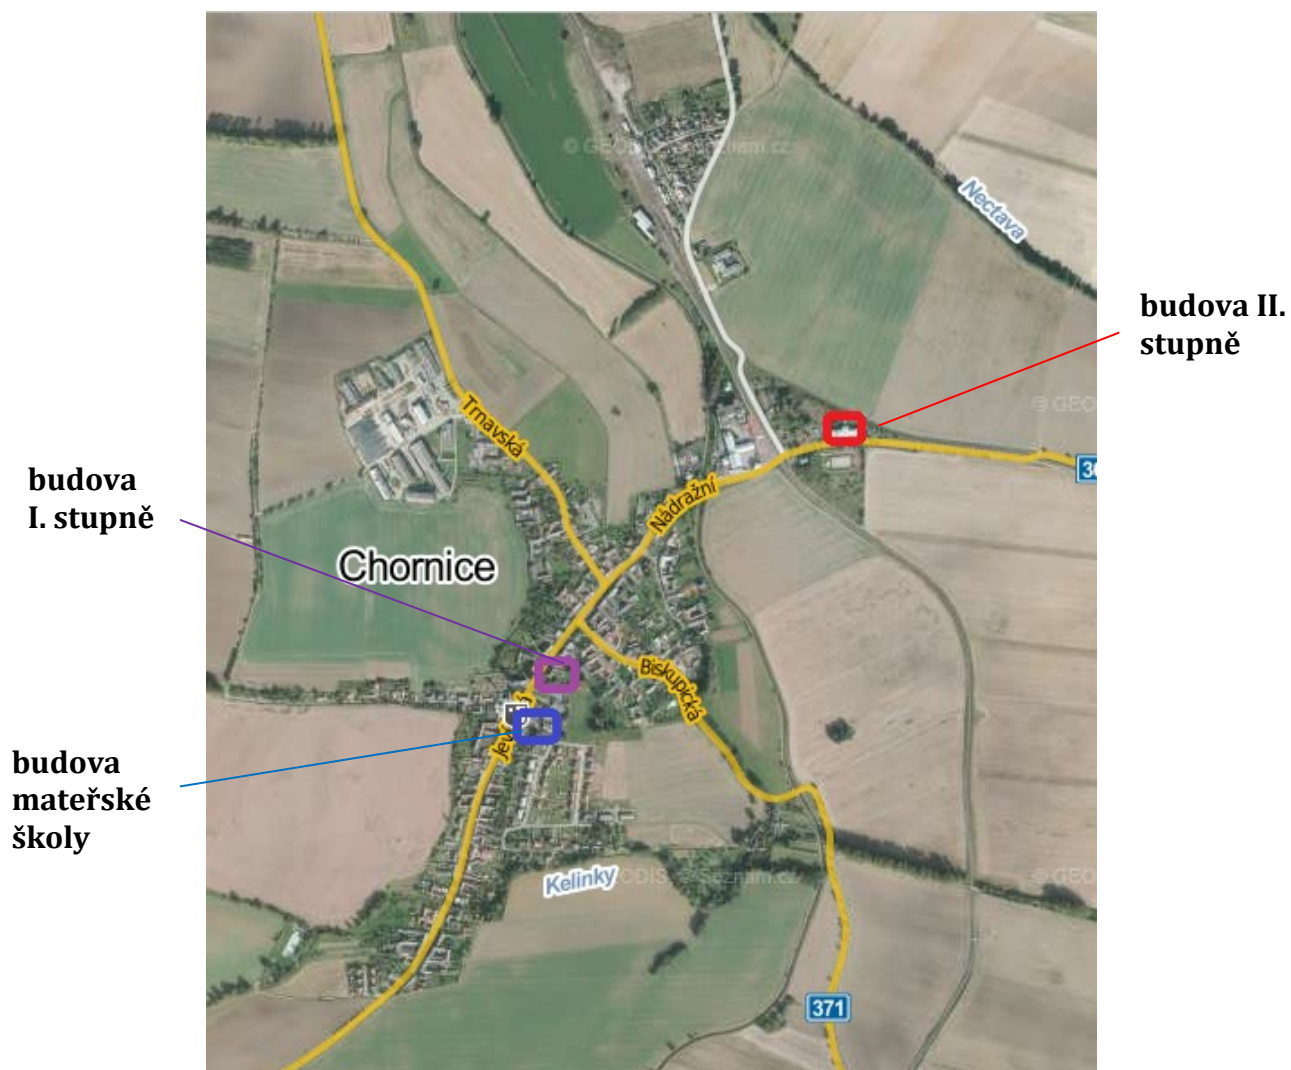 Nectava
budova II.
stupně
Trnavská
budova
I. stupně
Nádražní
Chornice
Biskupická
budova
mateřské
školy
Kelinky
371